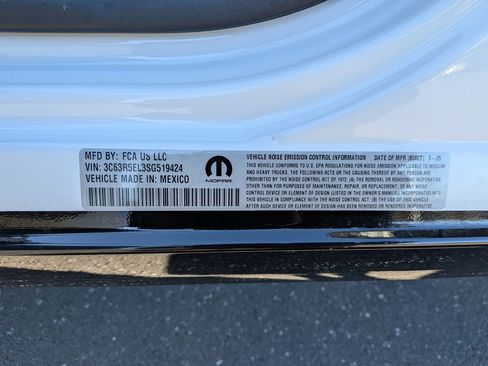 MFD BY: FCA US LLC
VIN: 3C63R5EL3SG519424
VEHICLE MADE IN: MEXICO
MOPAR
VEHICLE NOISE EMISSION CONTROL INFORMATION DATE OF MFR (BUILT): 1-25
THIS VEHICLE CONFORMS TO U.S. EPA REGULATIONS FOR NOISE EMISSION APPLICABLE TO MEDIUM
AND HEAVY TRUCKS. THE FOLLOWING ACTS OR THE CAUSING THEREOF BY ANY PERSON ARE PROHIBITED
BY THE NOISE CONTROL ACT OF 1972: (A) THE REMOVAL OR RENDERING INOPERATIVE, OTHER THAN
FOR PURPOSES OF MAINTENANCE, REPAIR, OR REPLACEMENT, OF ANY NOISE CONTROL
DEVICE OR ELEMENT OF DESIGN (LISTED IN THE OWNER'S MANUAL) INCORPORATED INTO
THIS VEHICLE IN COMPLIANCE WITH THE NOISE CONTROL ACT; (B) THE USE OF THIS VEHICLE
AFTER SUCH DEVICE OR ELEMENT OF DESIGN HAS BEEN REMOVED OR RENDERED INOPERATIVE.